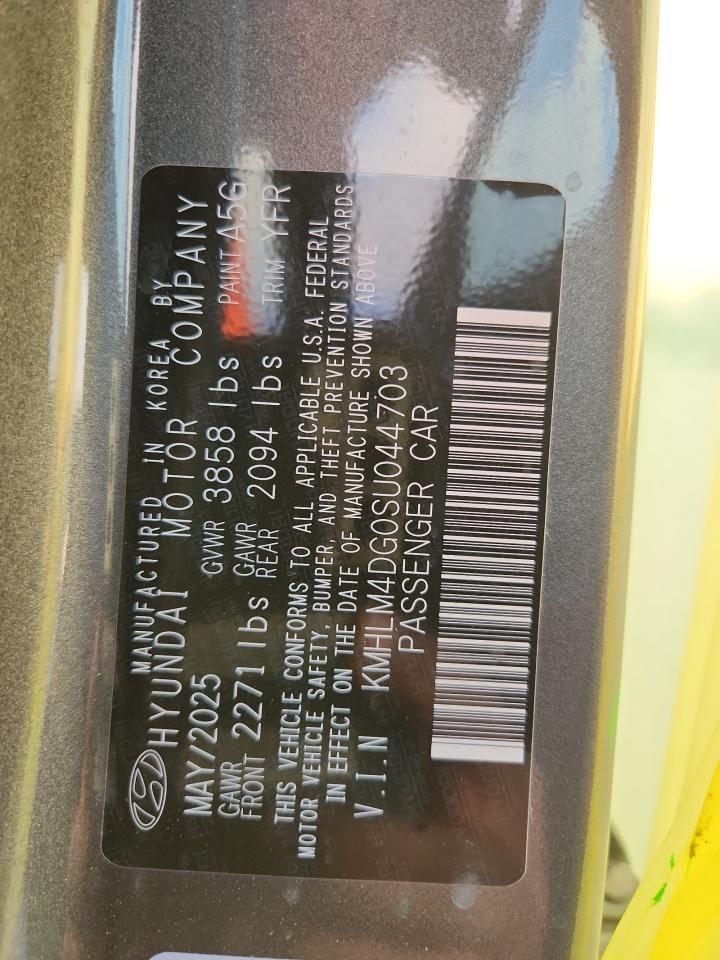 MANUFACTURED IN KOREA BY
HYUNDAI MOTOR COMPANY
MAY/2025 GVWR 3858 lbs PAINT A5G
GAWR FRONT 2271 lbs GAWR REAR 2094 lbs TRIM YFR
THIS VEHICLE CONFORMS TO ALL APPLICABLE U.S.A. FEDERAL
MOTOR VEHICLE SAFETY, BUMPER, AND THEFT PREVENTION STANDARDS
IN EFFECT ON THE DATE OF MANUFACTURE SHOWN ABOVE
V.I.N KMHLM4DG0SU044703
PASSENGER CAR